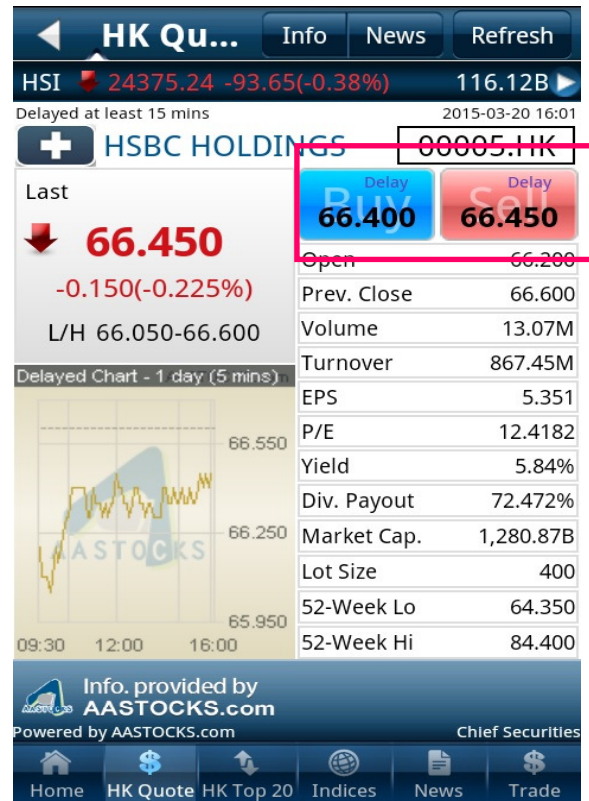 HK Qu... Info News Refresh
HSI 24375.24 -93.65(-0.38%) 116.12B
Delayed at least 15 mins 2015-03-20 16:01
HSBC HOLDINGS 00005.HK
Last
66.450
-0.150(-0.225%)
L/H 66.050-66.600
Delay Buy 66.400
Delay Sell 66.450
Open 66.200
Prev. Close 66.600
Volume 13.07M
Turnover 867.45M
EPS 5.351
P/E 12.4182
Yield 5.84%
Div. Payout 72.472%
Market Cap. 1,280.87B
Lot Size 400
52-Week Lo 64.350
52-Week Hi 84.400
Delayed Chart - 1 day (5 mins)
66.550
66.250
65.950
AASTOCKS
09:30 12:00 16:00
AASTOCKS
Info. provided by
AASTOCKS.com
Powered by AASTOCKS.com Chief Securities
Home HK Quote HK Top 20 Indices News Trade